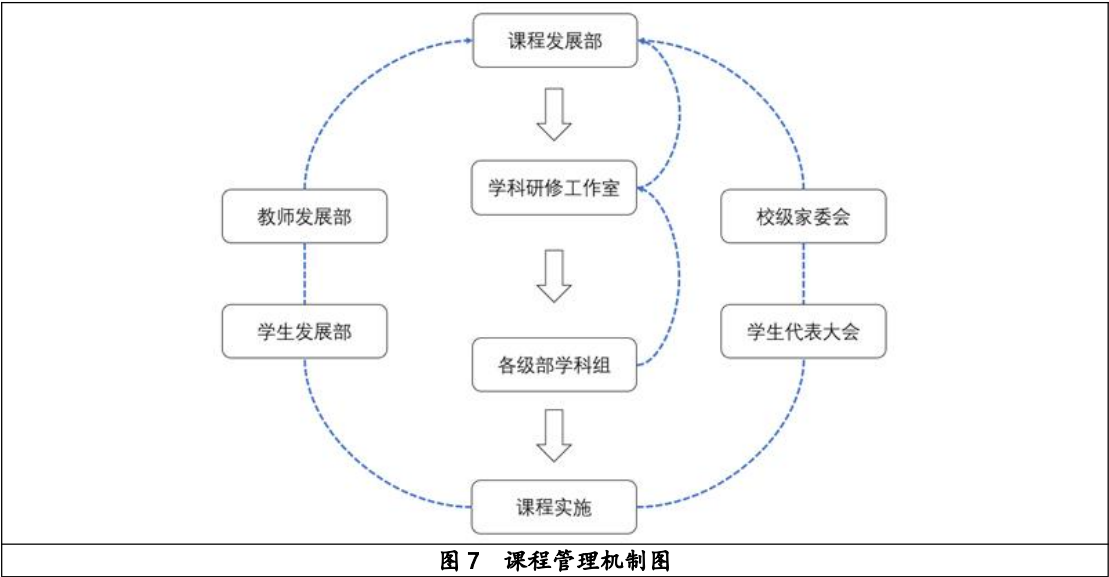 课程发展部
学科研修工作室
教师发展部
校级家委会
学生发展部
学生代表大会
各级部学科组
课程实施
图 7 课程管理机制图